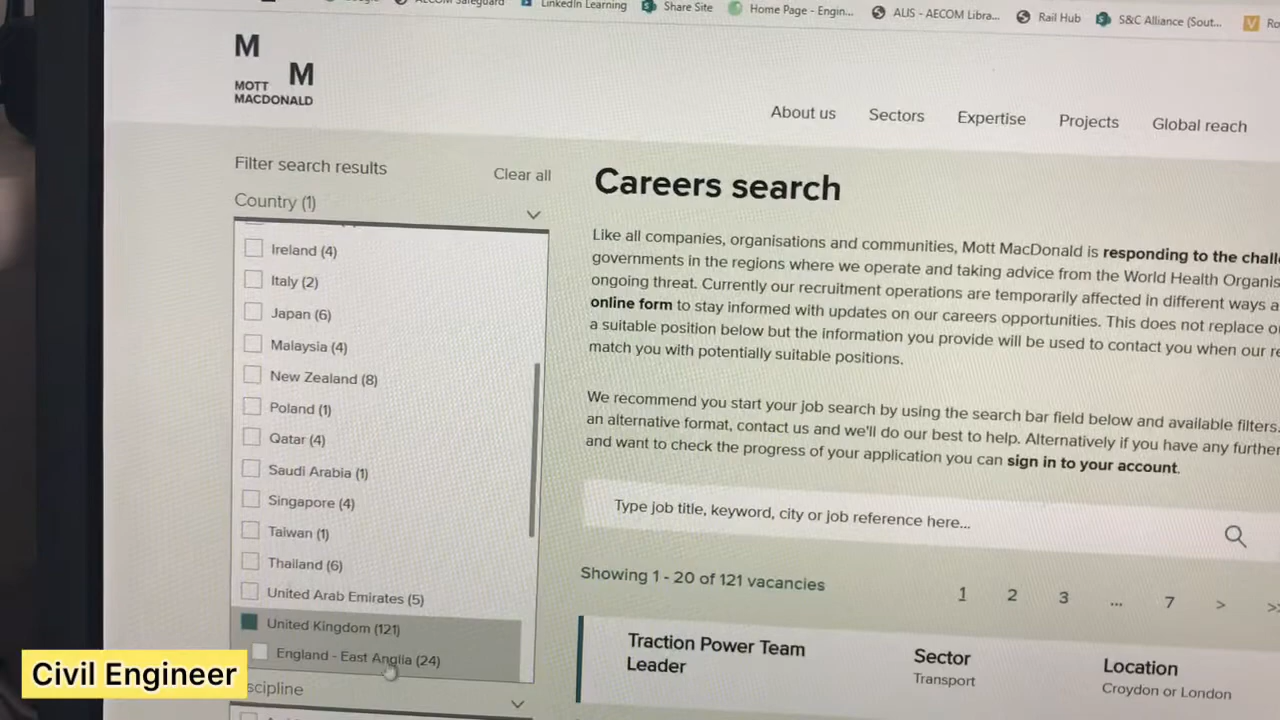 LinkedIn Learning
Share Site
Home Page - Engin...
ALIS - AECOM Libra...
Rail Hub
S&C Alliance (Sout...
M
M
MOTT
MACDONALD
About us
Sectors
Expertise
Projects
Global reach
Filter search results
Clear all
Country (1)
Ireland (4)
Italy (2)
Japan (6)
Malaysia (4)
New Zealand (8)
Poland (1)
Qatar (4)
Saudi Arabia (1)
Singapore (4)
Taiwan (1)
Thailand (6)
United Arab Emirates (5)
United Kingdom (121)
England - East Anglia (24)
scipline
Careers search
Like all companies, organisations and communities, Mott MacDonald is responding to the chall
governments in the regions where we operate and taking advice from the World Health Organis
ongoing threat. Currently our recruitment operations are temporarily affected in different ways a
online form to stay informed with updates on our careers opportunities. This does not replace
a suitable position below but the information you provide will be used to contact you when our re
match you with potentially suitable positions.
We recommend you start your job search by using the search bar field below and available filters.
an alternative format, contact us and we'll do our best to help. Alternatively if you have any further
and want to check the progress of your application you can sign in to your account.
Type job title, keyword, city or job reference here...
Showing 1 - 20 of 121 vacancies
1 2 3 ... 7 > >>
Traction Power Team
Leader
Sector
Transport
Location
Croydon or London
Civil Engineer